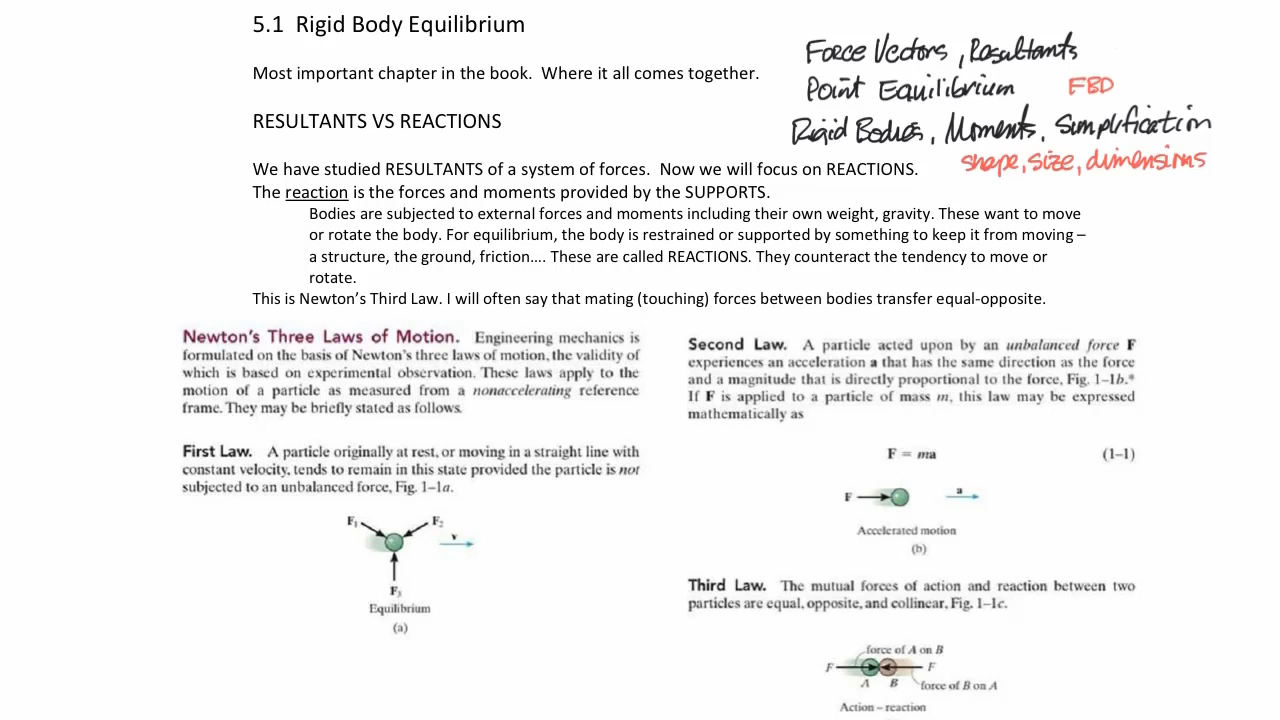 5.1 Rigid Body Equilibrium
Most important chapter in the book. Where it all comes together.
Force Vectors, Resultants
Point Equilibrium FBD
Rigid Bodies, Moments, Simplification
shape, size, dimensions
RESULTANTS VS REACTIONS
We have studied RESULTANTS of a system of forces. Now we will focus on REACTIONS.
The reaction is the forces and moments provided by the SUPPORTS.
Bodies are subjected to external forces and moments including their own weight, gravity. These want to move
or rotate the body. For equilibrium, the body is restrained or supported by something to keep it from moving –
a structure, the ground, friction…. These are called REACTIONS. They counteract the tendency to move or
rotate.
This is Newton's Third Law. I will often say that mating (touching) forces between bodies transfer equal-opposite.
Newton's Three Laws of Motion. Engineering mechanics is
formulated on the basis of Newton's three laws of motion, the validity of
which is based on experimental observation. These laws apply to the
motion of a particle as measured from a nonaccelerating reference
frame. They may be briefly stated as follows.
First Law. A particle originally at rest, or moving in a straight line with
constant velocity, tends to remain in this state provided the particle is not
subjected to an unbalanced force, Fig. 1–1a.
F₁ F₂
v
F₃
Equilibrium
(a)
Second Law. A particle acted upon by an unbalanced force F
experiences an acceleration a that has the same direction as the force
and a magnitude that is directly proportional to the force, Fig. 1–1b.*
If F is applied to a particle of mass m, this law may be expressed
mathematically as
F = ma (1–1)
F a
Accelerated motion
(b)
Third Law. The mutual forces of action and reaction between two
particles are equal, opposite, and collinear, Fig. 1–1c.
force of A on B
F F
A B force of B on A
Action – reaction